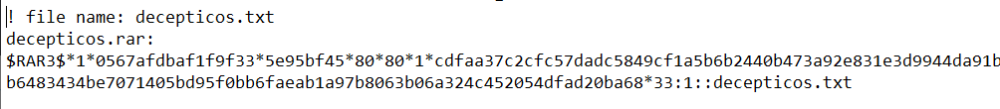 ! file name: decepticos.txt
decepticos.rar:
$RAR3$*1*0567afdbaf1f9f33*5e95bf45*80*80*1*cdfaa37c2cfc57dadc5849cf1a5b6b2440b473a92e831e3d9944da91b
b6483434be7071405bd95f0bb6faeab1a97b8063b06a324c452054dfad20ba68*33:1::decepticos.txt